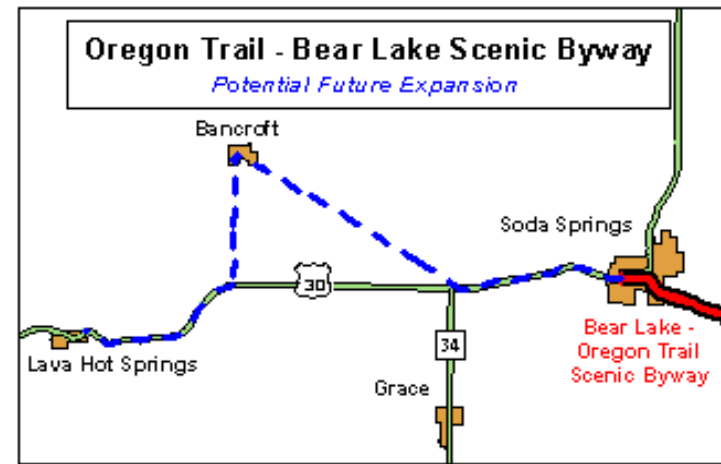 Oregon Trail - Bear Lake Scenic Byway
Potential Future Expansion
Bancroft
Soda Springs
30
Bear Lake -
Oregon Trail
Scenic Byway
34
Lava Hot Springs
Grace